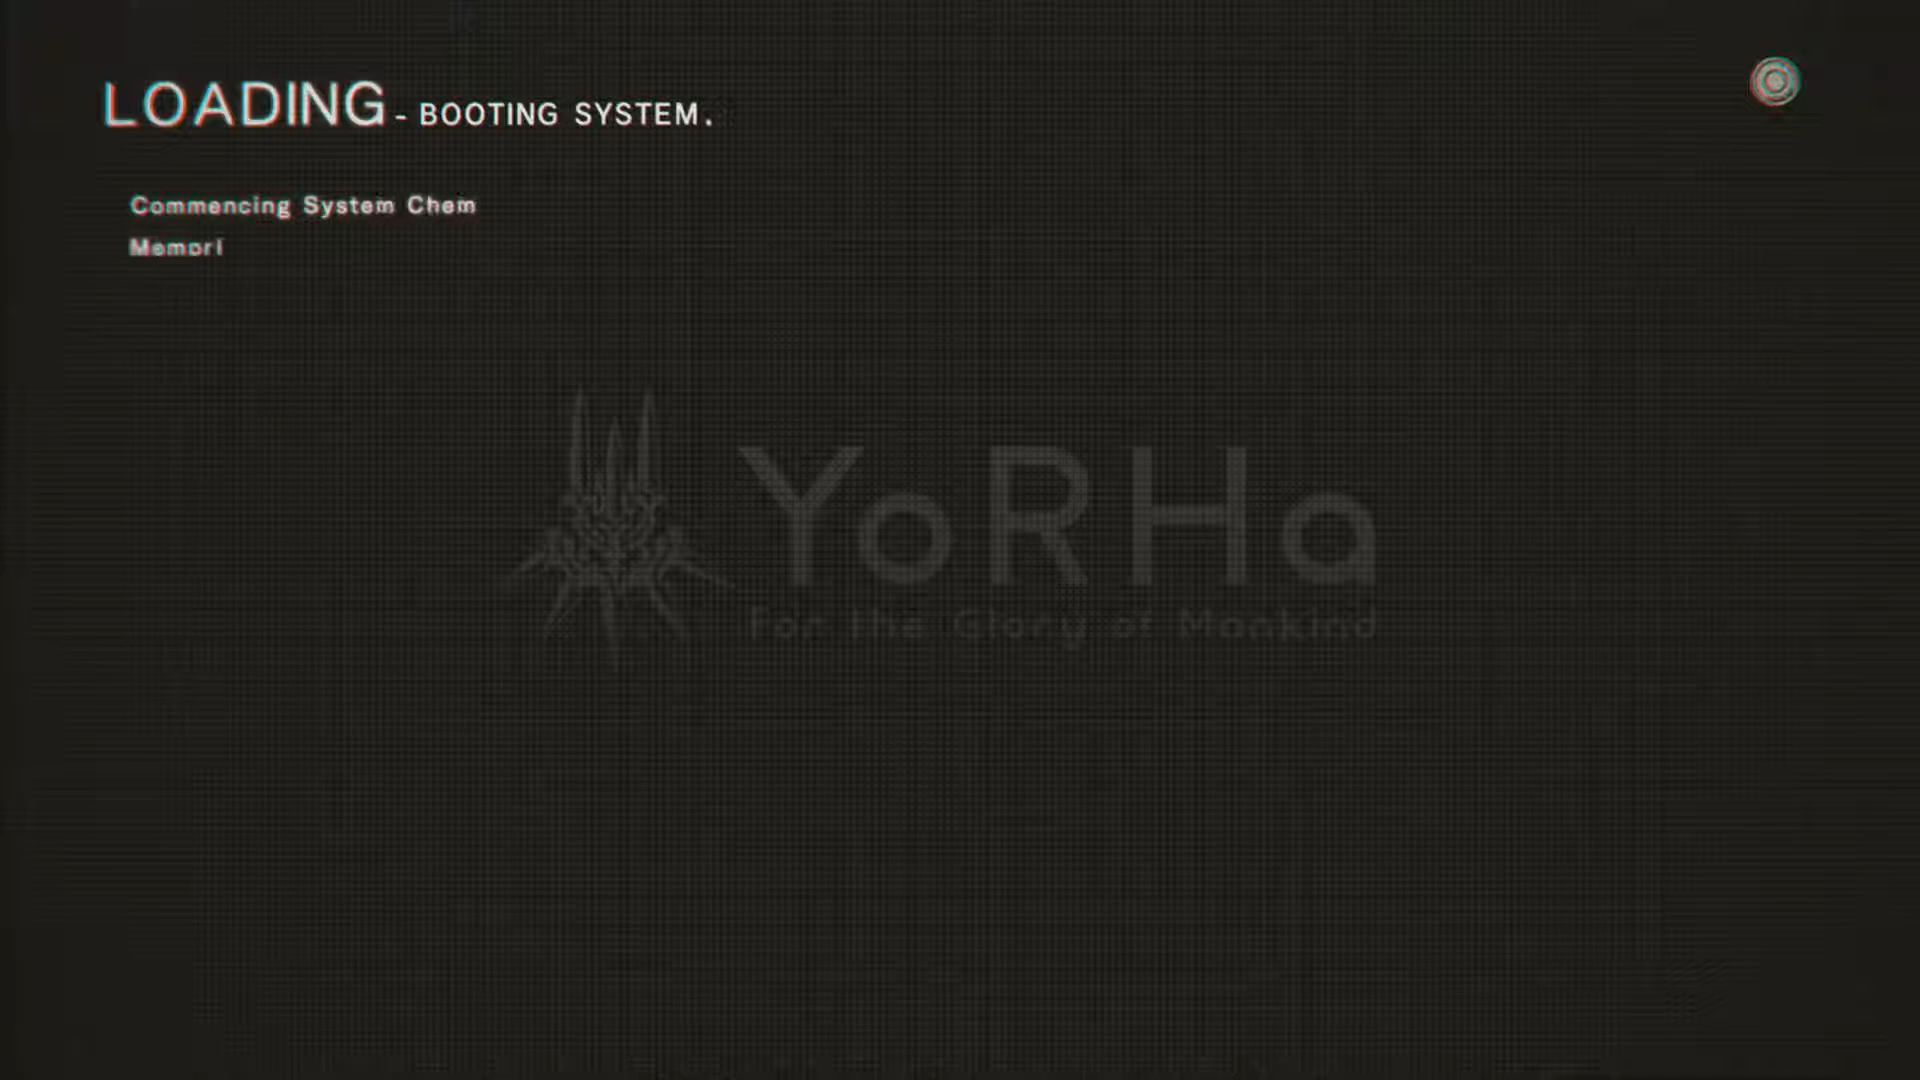 LOADING - BOOTING SYSTEM.
Commencing System Chem
Memori
YoRHa
For the Glory of Mankind